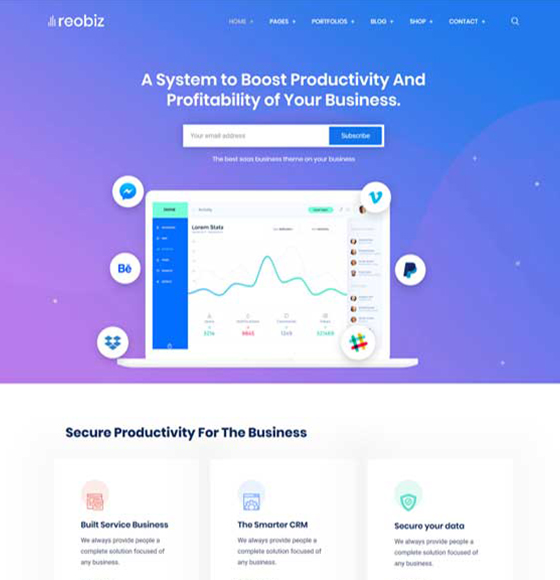 reobiz
HOME + PAGES + PORTFOLIOS + BLOG + SHOP + CONTACT +
A System to Boost Productivity And
Profitability of Your Business.
Your email address
Subscribe
The best saas business theme on your business
Lorem Stats
Bē
Secure Productivity For The Business
Built Service Business
We always provide people a
complete solution focused of
any business.
The Smarter CRM
We always provide people a
complete solution focused of
any business.
Secure your data
We always provide people a
complete solution focused of
any business.